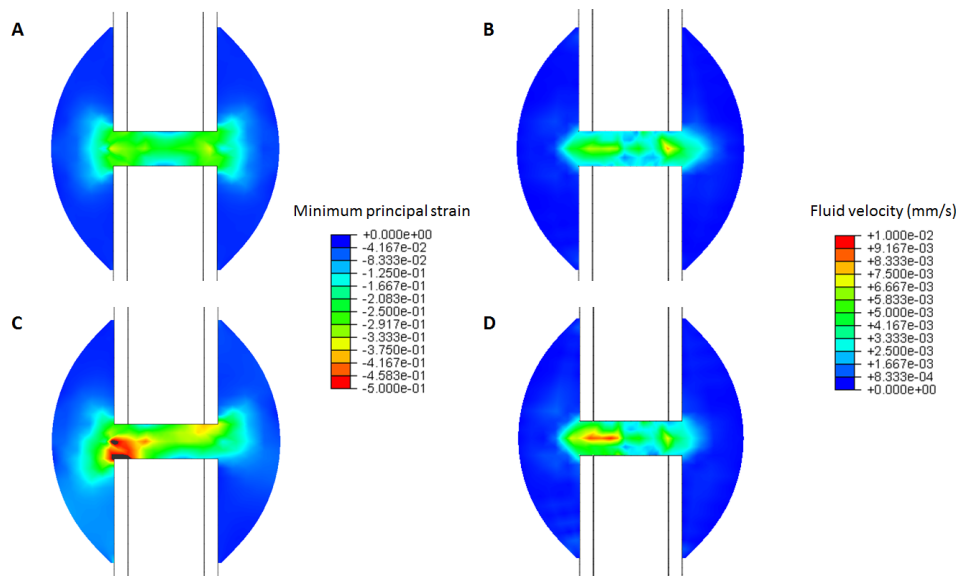 A
B
Minimum principal strain
+0.000e+00
-4.167e-02
-8.333e-02
-1.250e-01
-1.667e-01
-2.083e-01
-2.500e-01
-2.917e-01
-3.333e-01
-3.750e-01
-4.167e-01
-4.583e-01
-5.000e-01
Fluid velocity (mm/s)
+1.000e-02
+9.167e-03
+8.333e-03
+7.500e-03
+6.667e-03
+5.833e-03
+5.000e-03
+4.167e-03
+3.333e-03
+2.500e-03
+1.667e-03
+8.333e-04
+0.000e+00
C
D